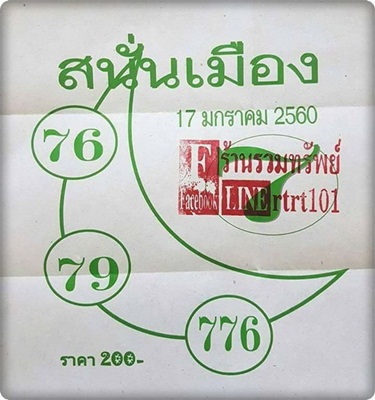 สนั่นเมือง
17 มกราคม 2560
76
F ร้านรวมทรัพย์
Facebook LINE rtrt101
7
79
776
ราคา 200-